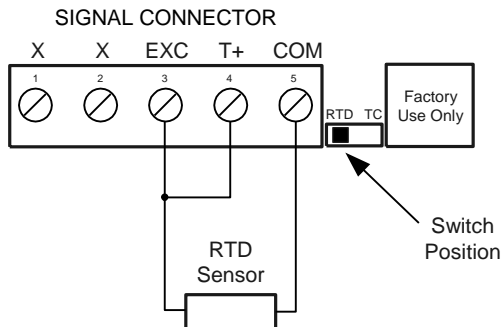 SIGNAL CONNECTOR
X X EXC T+ COM
1 2 3 4 5
RTD TC
Factory
Use Only
Switch
Position
RTD
Sensor